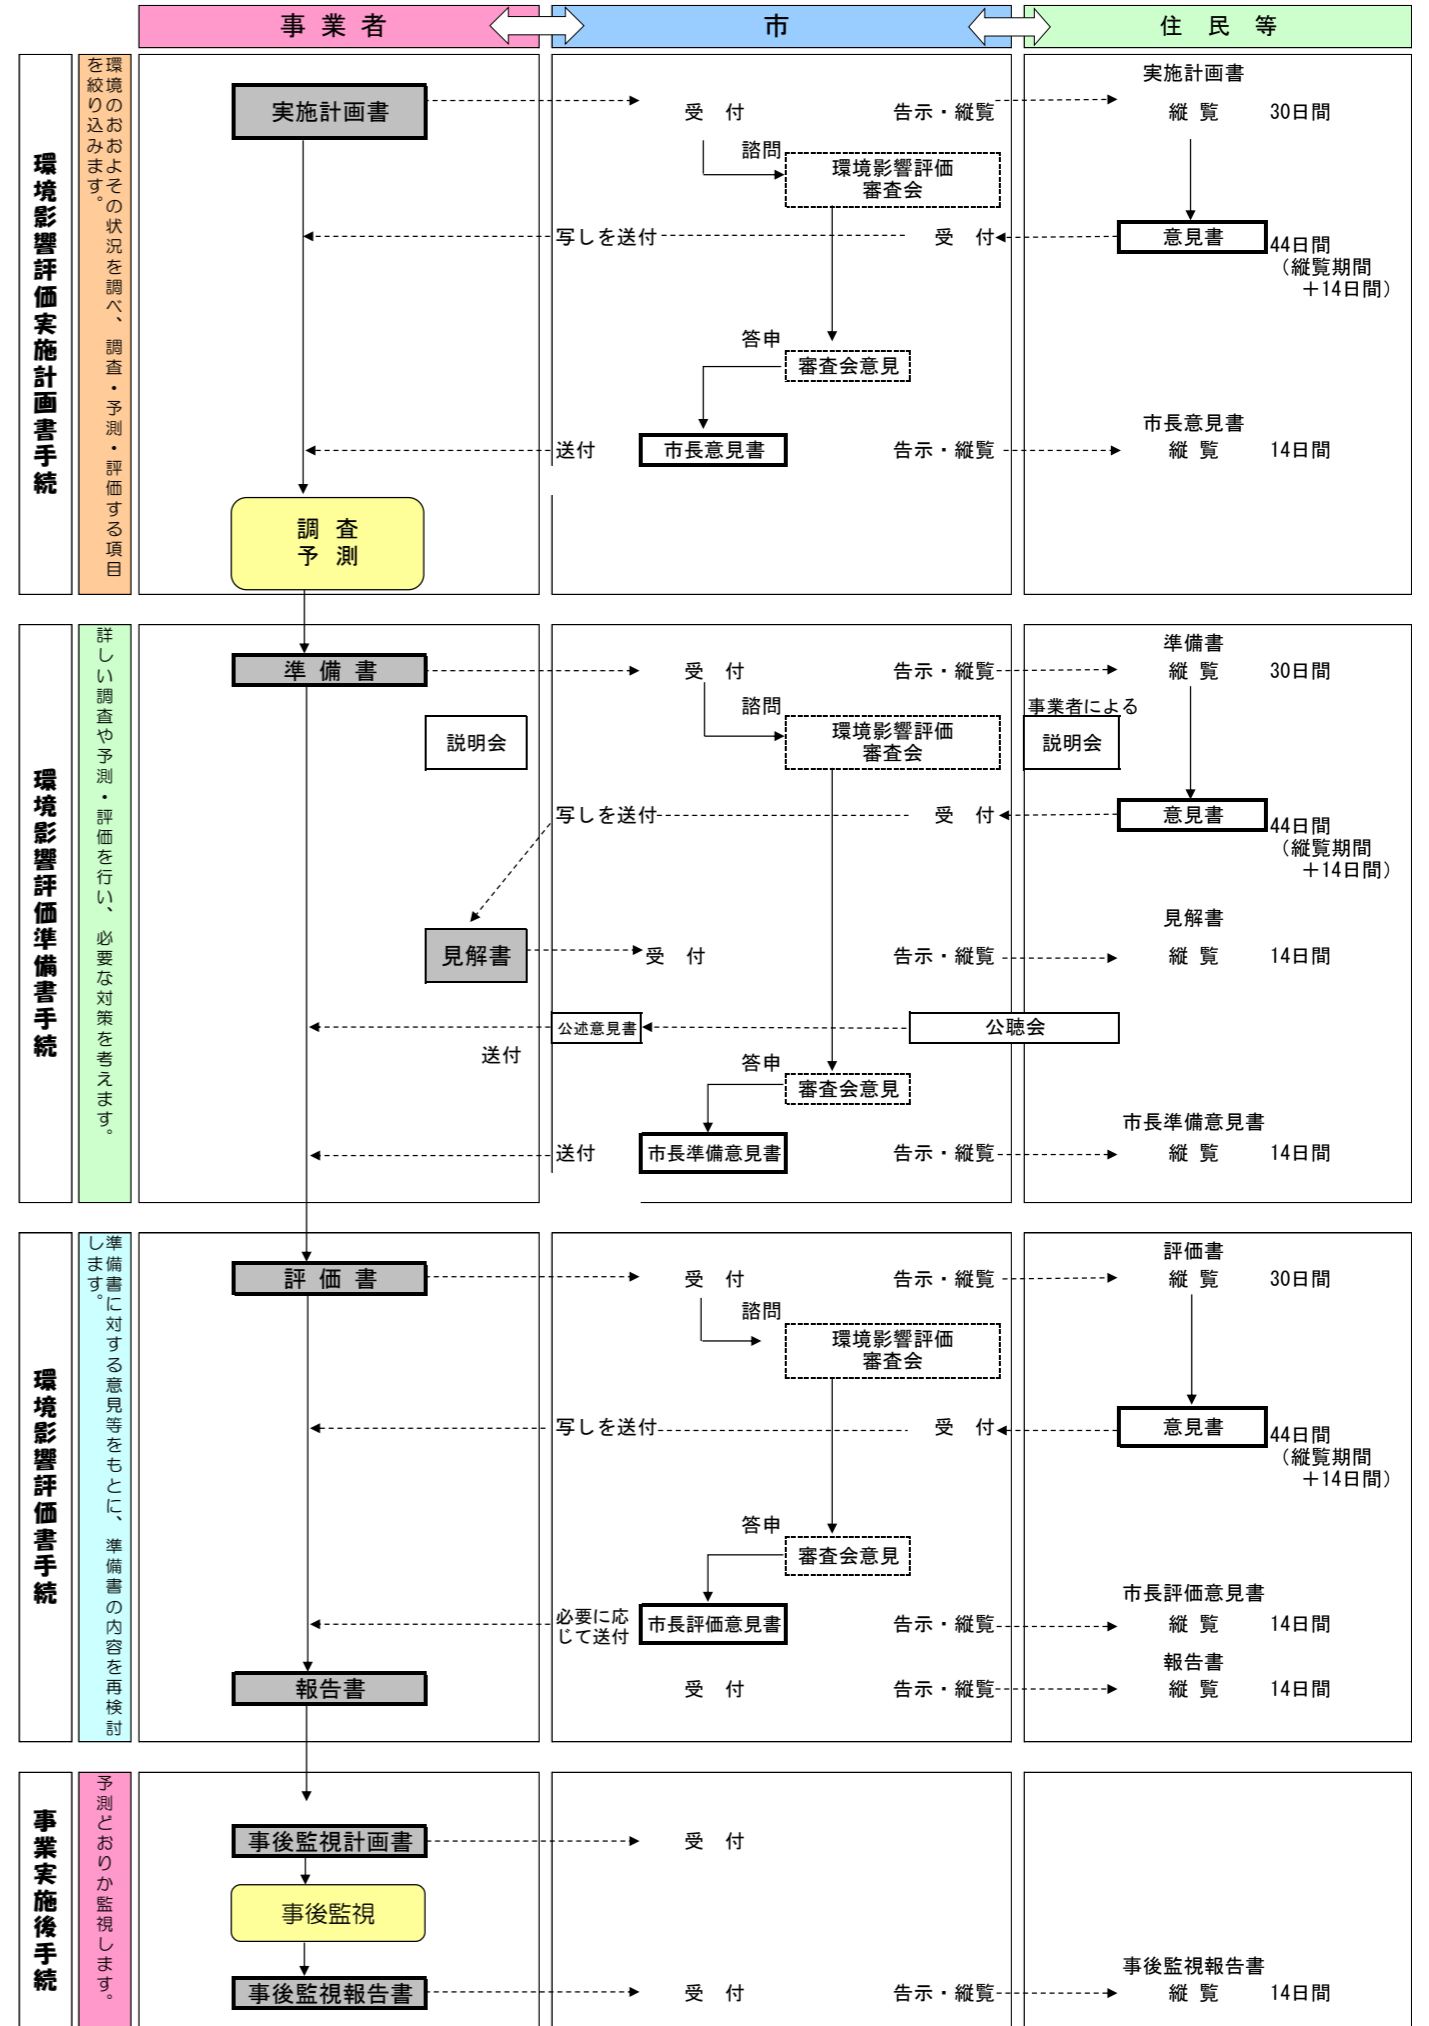 事業者
市
住民等
環境影響評価実施計画書手続
環境のおおよその状況を調べ、調査・予測・評価する項目
を絞り込みます。
実施計画書
実施計画書
受 付
告示・縦覧
縦 覧
30日間
諮問
環境影響評価
審査会
写しを送付
受 付
意見書
44日間
(縦覧期間
+14日間)
答申
審査会意見
市長意見書
送付
市長意見書
告示・縦覧
縦 覧
14日間
調 査
予 測
環境影響評価準備書手続
詳しい調査や予測・評価を行い、必要な対策を考えます。
準備書
準 備 書
受 付
告示・縦覧
縦 覧
30日間
諮問
事業者による
説明会
環境影響評価
審査会
説明会
写しを送付
受 付
意見書
44日間
(縦覧期間
+14日間)
見解書
見解書
受 付
告示・縦覧
縦 覧
14日間
公述意見書
公聴会
送付
答申
審査会意見
市長準備意見書
送付
市長準備意見書
告示・縦覧
縦 覧
14日間
環境影響評価書手続
準備書に対する意見等をもとに、準備書の内容を再検討
します。
評価書
評 価 書
受 付
告示・縦覧
縦 覧
30日間
諮問
環境影響評価
審査会
写しを送付
受 付
意見書
44日間
(縦覧期間
+14日間)
答申
審査会意見
市長評価意見書
必要に応
じて送付
市長評価意見書
告示・縦覧
縦 覧
14日間
報告書
報告書
受 付
告示・縦覧
縦 覧
14日間
事業実施後手続
予測どおりか監視します。
事後監視計画書
受 付
事後監視
事後監視報告書
事後監視報告書
受 付
告示・縦覧
縦 覧
14日間